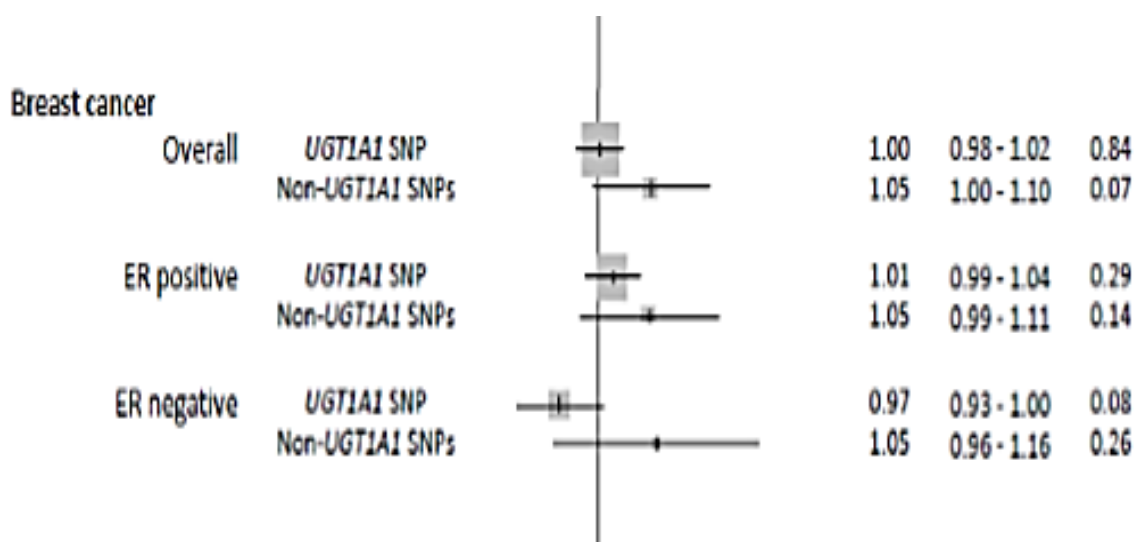 Breast cancer
Overall UGT1A1 SNP 1.00 0.98 - 1.02 0.84
Non-UGT1A1 SNPs 1.05 1.00 - 1.10 0.07
ER positive UGT1A1 SNP 1.01 0.99 - 1.04 0.29
Non-UGT1A1 SNPs 1.05 0.99 - 1.11 0.14
ER negative UGT1A1 SNP 0.97 0.93 - 1.00 0.08
Non-UGT1A1 SNPs 1.05 0.96 - 1.16 0.26